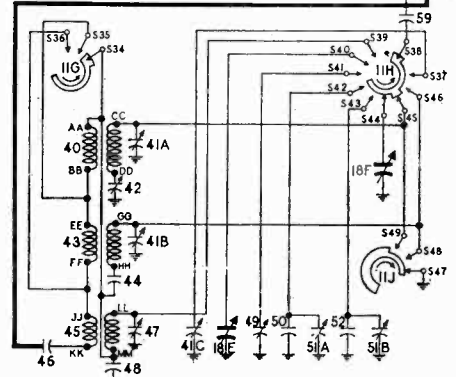 59
S36
S35
S34
S39
S40
S38
S41
11G
11H
S37
S42
S46
S43
S44
S45
AA
CC
40
41A
18F
BB
DD
42
EE
GG
S49
43
41B
S48
FF
HH
S47
44
11J
JJ
LL
45
47
41C
18F
49
50
51A
52
51B
KK
MM
46
48